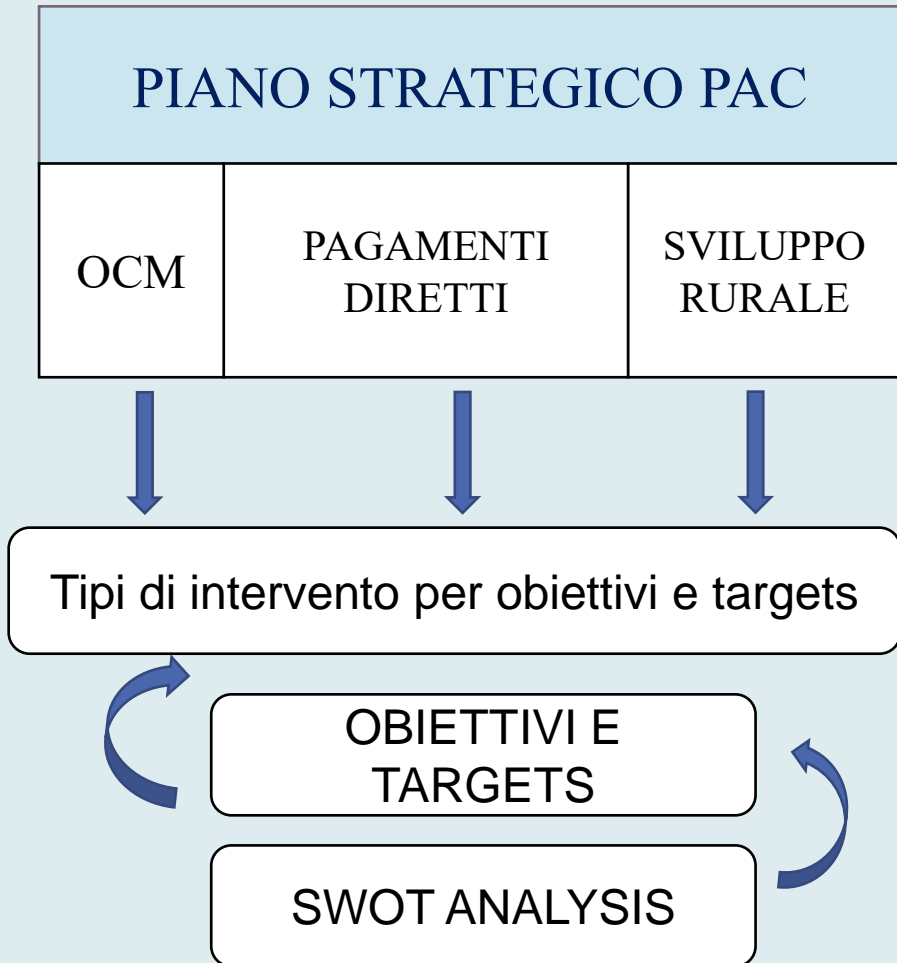 PIANO STRATEGICO PAC
OCM
PAGAMENTI
DIRETTI
SVILUPPO
RURALE
Tipi di intervento per obiettivi e targets
OBIETTIVI E
TARGETS
SWOT ANALYSIS